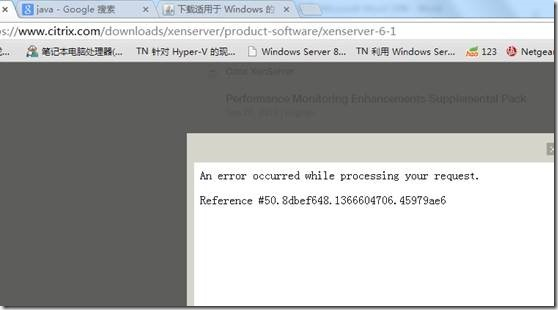 java - Google 搜索
下载适用于 Windows 的
s://www.citrix.com/downloads/xenserver/product-software/xenserver-6-1
笔记本电脑处理器(...
TN 针对 Hyper-V 的现...
Windows Server 8...
TN 利用 Windows Ser...
hao 123
Netgear
Citrix XenServer
Performance Monitoring Enhancements Supplemental Pack
An error occurred while processing your request.
Reference #50.8dbef648.1366604706.45979ae6